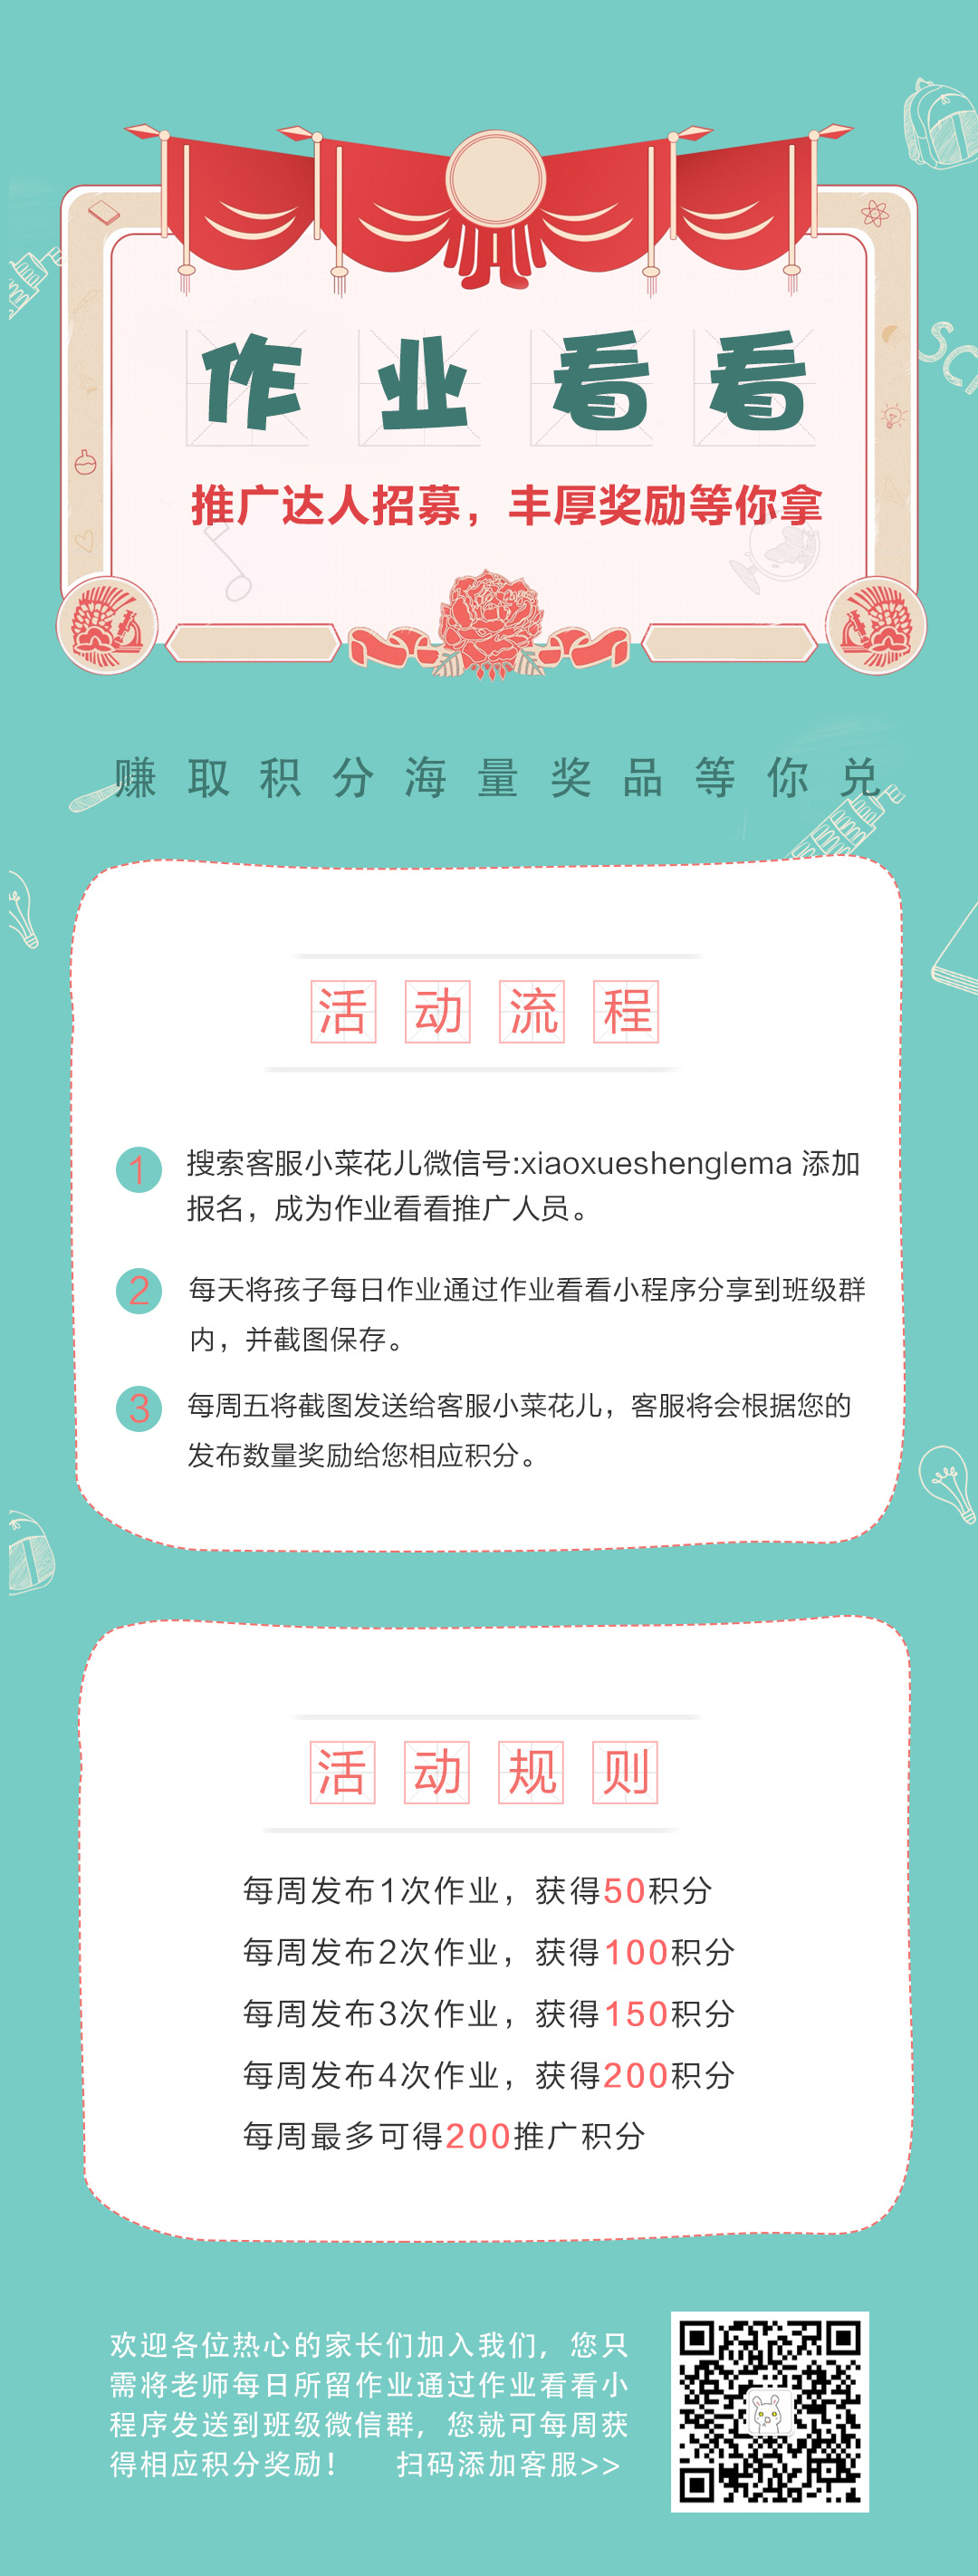 作业看看
推广达人招募，丰厚奖励等你拿
赚取积分海量奖品等你兑
活动流程
1 搜索客服小菜花儿微信号:xiaoxueshenglema 添加
报名，成为作业看看推广人员。
2 每天将孩子每日作业通过作业看看小程序分享到班级群
内，并截图保存。
3 每周五将截图发送给客服小菜花儿，客服将会根据您的
发布数量奖励给您相应积分。
活动规则
每周发布1次作业，获得50积分
每周发布2次作业，获得100积分
每周发布3次作业，获得150积分
每周发布4次作业，获得200积分
每周最多可得200推广积分
欢迎各位热心的家长们加入我们，您只
需将老师每日所留作业通过作业看看小
程序发送到班级微信群，您就可每周获
得相应积分奖励！ 扫码添加客服>>